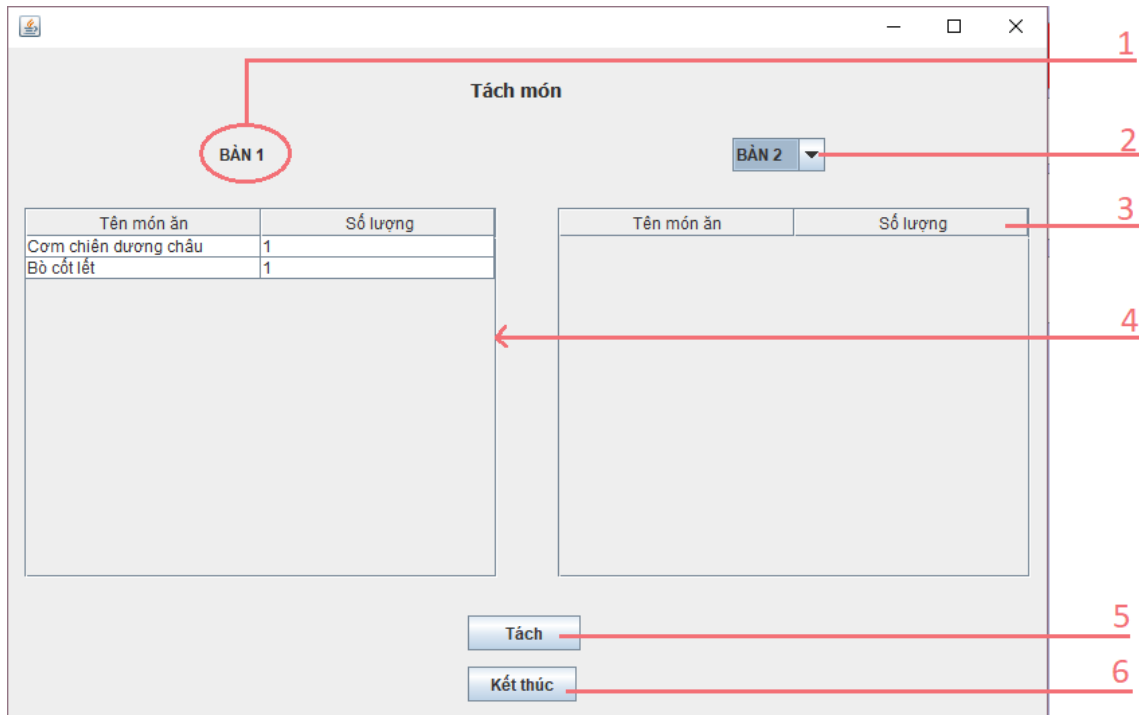 1
Tách món
BÀN 1
BÀN 2
2
Tên món ăn Số lượng
Tên món ăn Số lượng
3
Cơm chiên dương châu 1
Bò cốt lết 1
4
Tách
5
Kết thúc
6